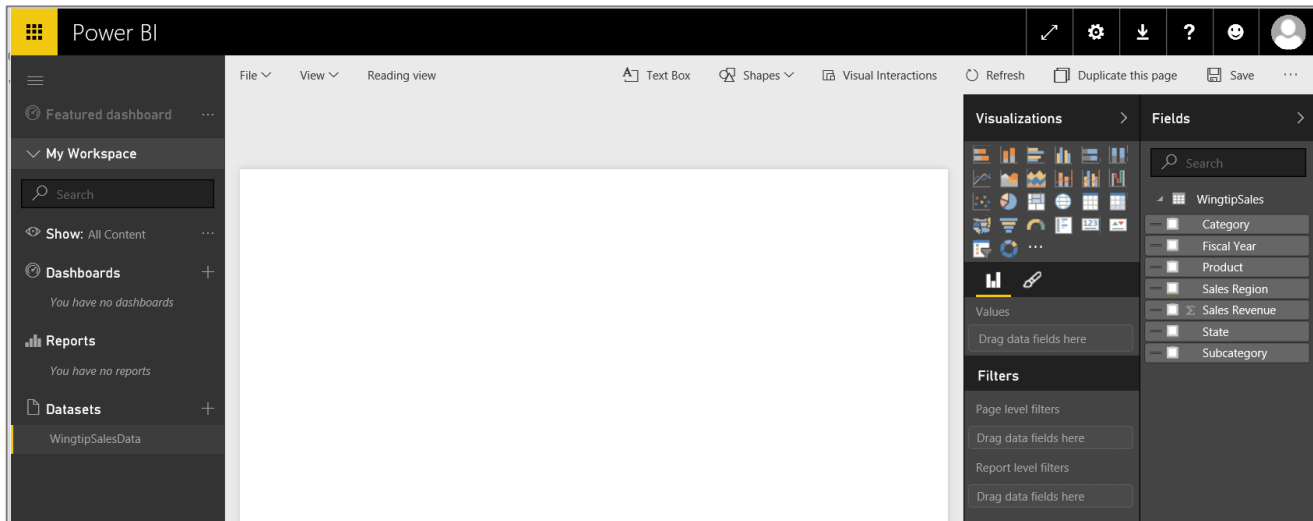 Power BI
?
File View Reading view Text Box Shapes Visual Interactions Refresh Duplicate this page Save ...
Featured dashboard ...
My Workspace
Search
Show: All Content ...
Dashboards +
You have no dashboards
Reports
You have no reports
Datasets +
WingtipSalesData
Visualizations >
123
...
Values
Drag data fields here
Filters
Page level filters
Drag data fields here
Report level filters
Drag data fields here
Fields >
Search
WingtipSales
Category
Fiscal Year
Product
Sales Region
Σ Sales Revenue
State
Subcategory